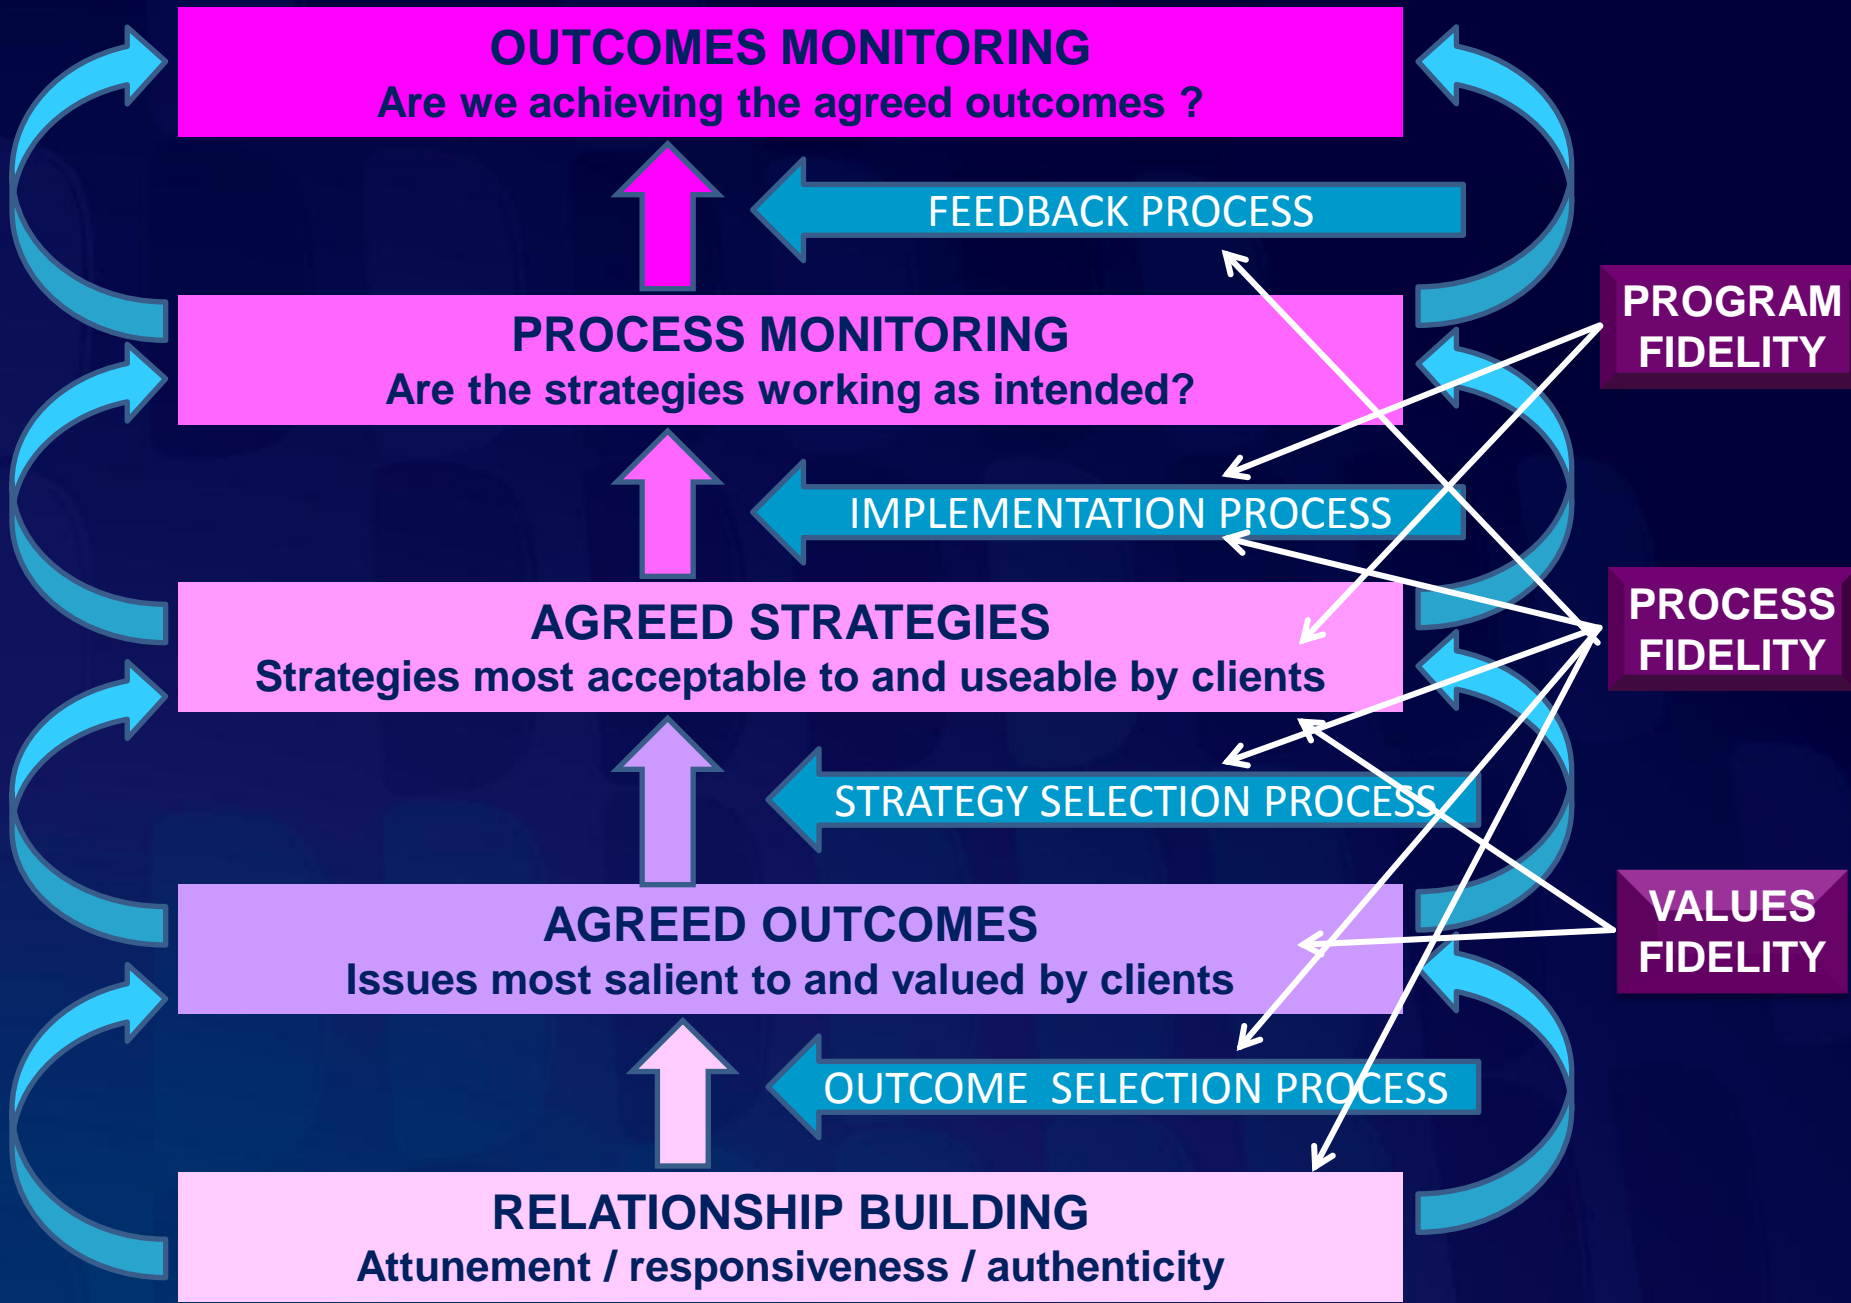 OUTCOMES MONITORING
Are we achieving the agreed outcomes ?
FEEDBACK PROCESS
PROGRAM
FIDELITY
PROCESS MONITORING
Are the strategies working as intended?
IMPLEMENTATION PROCESS
PROCESS
FIDELITY
AGREED STRATEGIES
Strategies most acceptable to and useable by clients
STRATEGY SELECTION PROCESS
VALUES
FIDELITY
AGREED OUTCOMES
Issues most salient to and valued by clients
OUTCOME  SELECTION PROCESS
RELATIONSHIP BUILDING
Attunement / responsiveness / authenticity